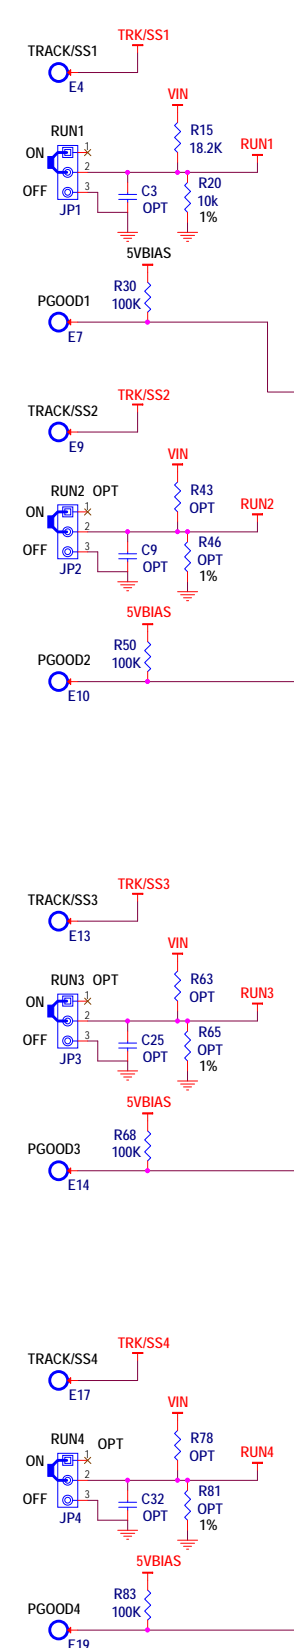 TRK/SS1
TRACK/SS1
E4
VIN
R15
18.2K
RUN1
RUN1
ON
1
2
OFF
3
JP1
C3
OPT
R20
10k
1%
5VBIAS
R30
100K
PGOOD1
E7
TRK/SS2
TRACK/SS2
E9
VIN
R43
OPT
RUN2 OPT
RUN2
ON
1
2
OFF
3
JP2
C9
OPT
R46
OPT
1%
5VBIAS
R50
100K
PGOOD2
E10
TRK/SS3
TRACK/SS3
E13
VIN
R63
OPT
RUN3 OPT
RUN3
ON
1
2
OFF
3
JP3
C25
OPT
R65
OPT
1%
5VBIAS
R68
100K
PGOOD3
E14
TRK/SS4
TRACK/SS4
E17
VIN
R78
OPT
RUN4 OPT
RUN4
ON
1
2
OFF
3
JP4
C32
OPT
R81
OPT
1%
5VBIAS
R83
100K
PGOOD4
E19